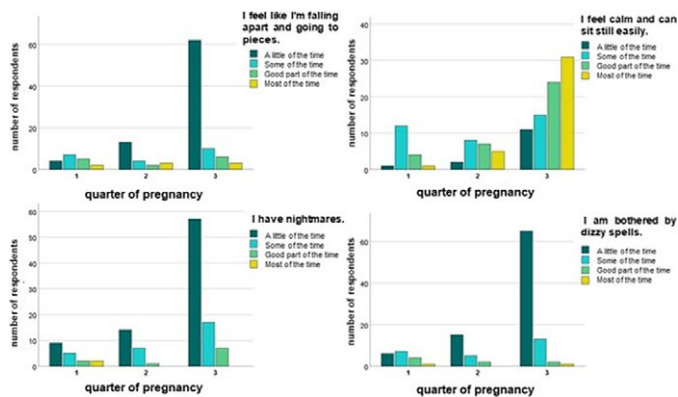 I feel like I'm falling
apart and going to
pieces.
A little of the time
Some of the time
Good part of the time
Most of the time
number of respondents
60
40
20
0
1 2 3
quarter of pregnancy
I feel calm and can
sit still easily.
A little of the time
Some of the time
Good part of the time
Most of the time
number of respondents
40
30
20
10
0
1 2 3
quarter of pregnancy
I have nightmares.
A little of the time
Some of the time
Good part of the time
Most of the time
number of respondents
60
50
40
30
20
10
0
1 2 3
quarter of pregnancy
I am bothered by
dizzy spells.
A little of the time
Some of the time
Good part of the time
Most of the time
number of respondents
60
40
20
0
1 2 3
quarter of pregnancy